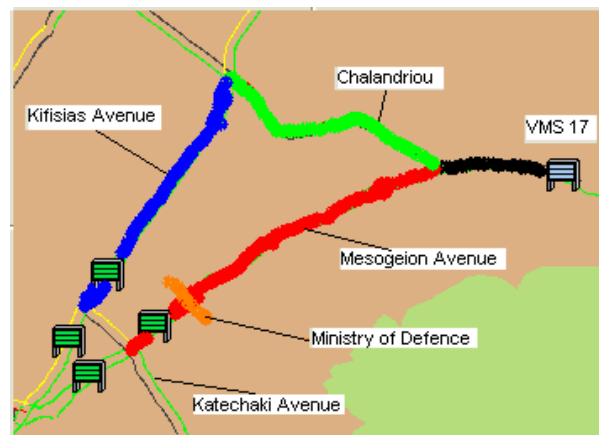 Chalandriou
Kifisias Avenue
VMS 17
Mesogeion Avenue
Ministry of Defence
Katechaki Avenue